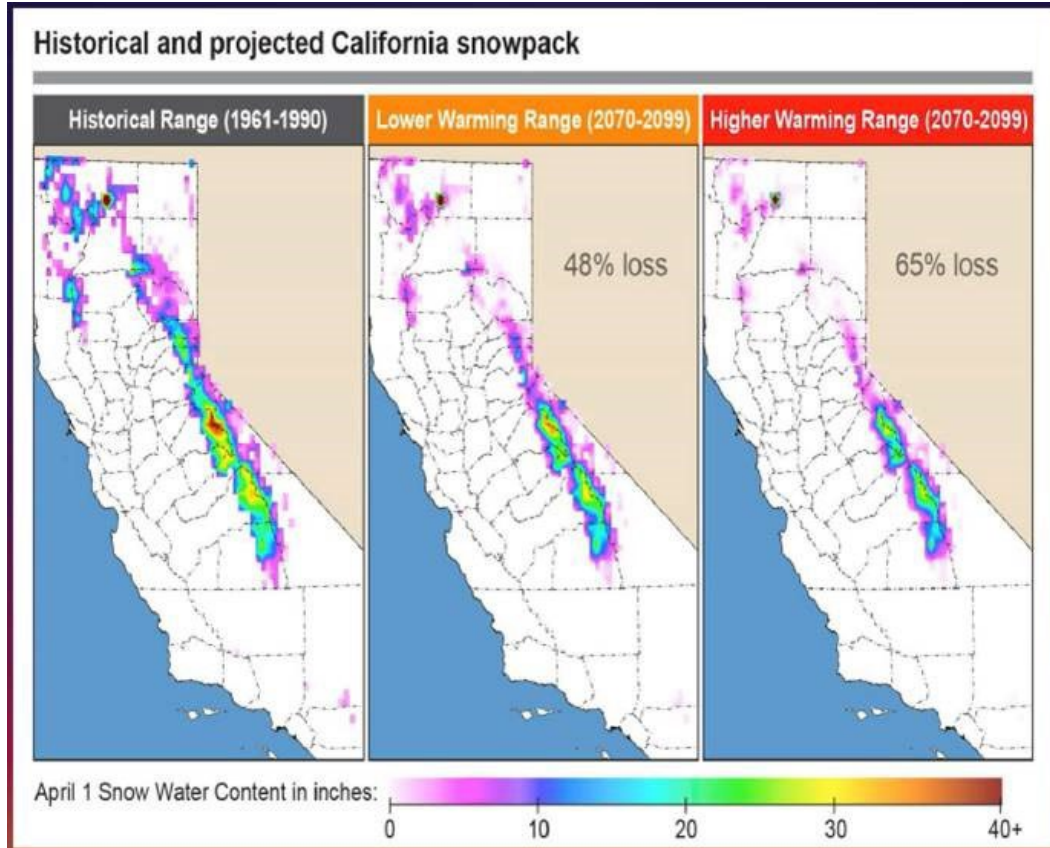 Historical and projected California snowpack
Historical Range (1961-1990)
Lower Warming Range (2070-2099)
Higher Warming Range (2070-2099)
48% loss
65% loss
April 1 Snow Water Content in inches:
0 10 20 30 40+